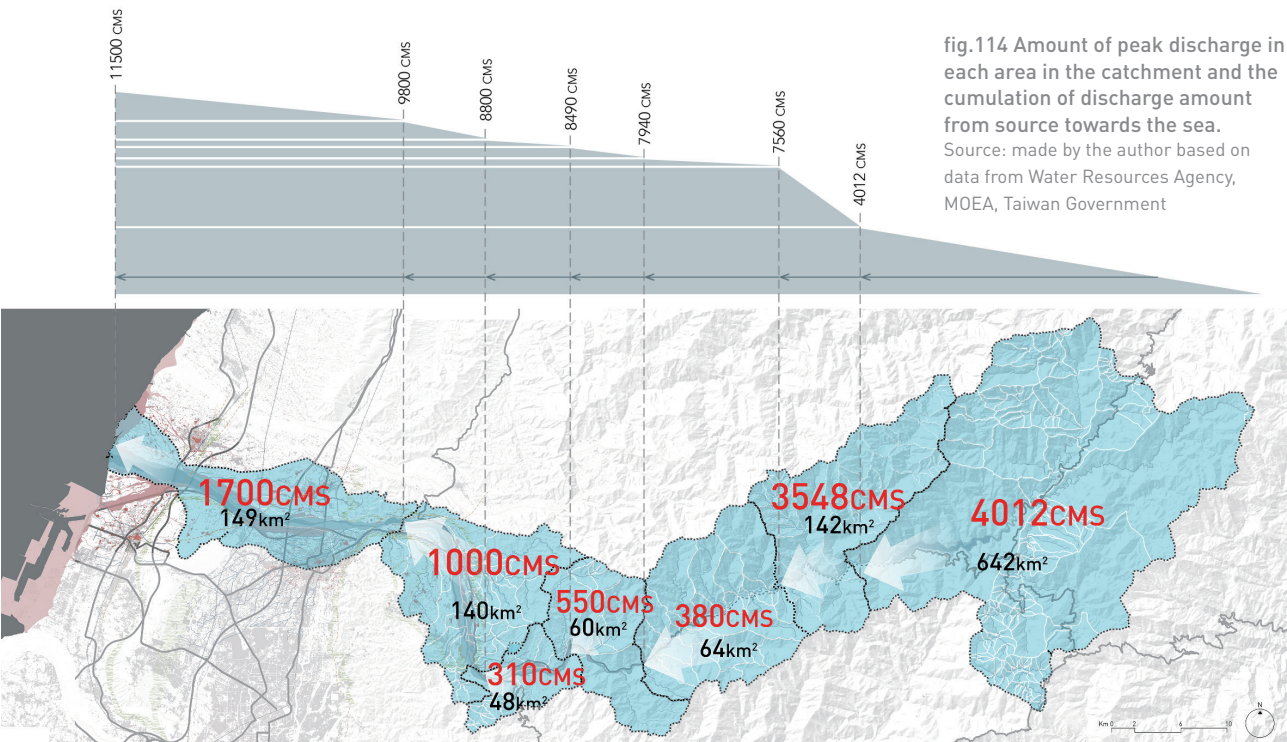 11500 CMS
9800 CMS
8800 CMS
8490 CMS
7940 CMS
7560 CMS
4012 CMS
fig.114 Amount of peak discharge in
each area in the catchment and the
cumulation of discharge amount
from source towards the sea.
Source: made by the author based on
data from Water Resources Agency,
MOEA, Taiwan Government
1700CMS
149km²
1000CMS
140km²
550CMS
60km²
310CMS
48km²
380CMS
64km²
3548CMS
142km²
4012CMS
642km²
Km 0 2 6 10
N